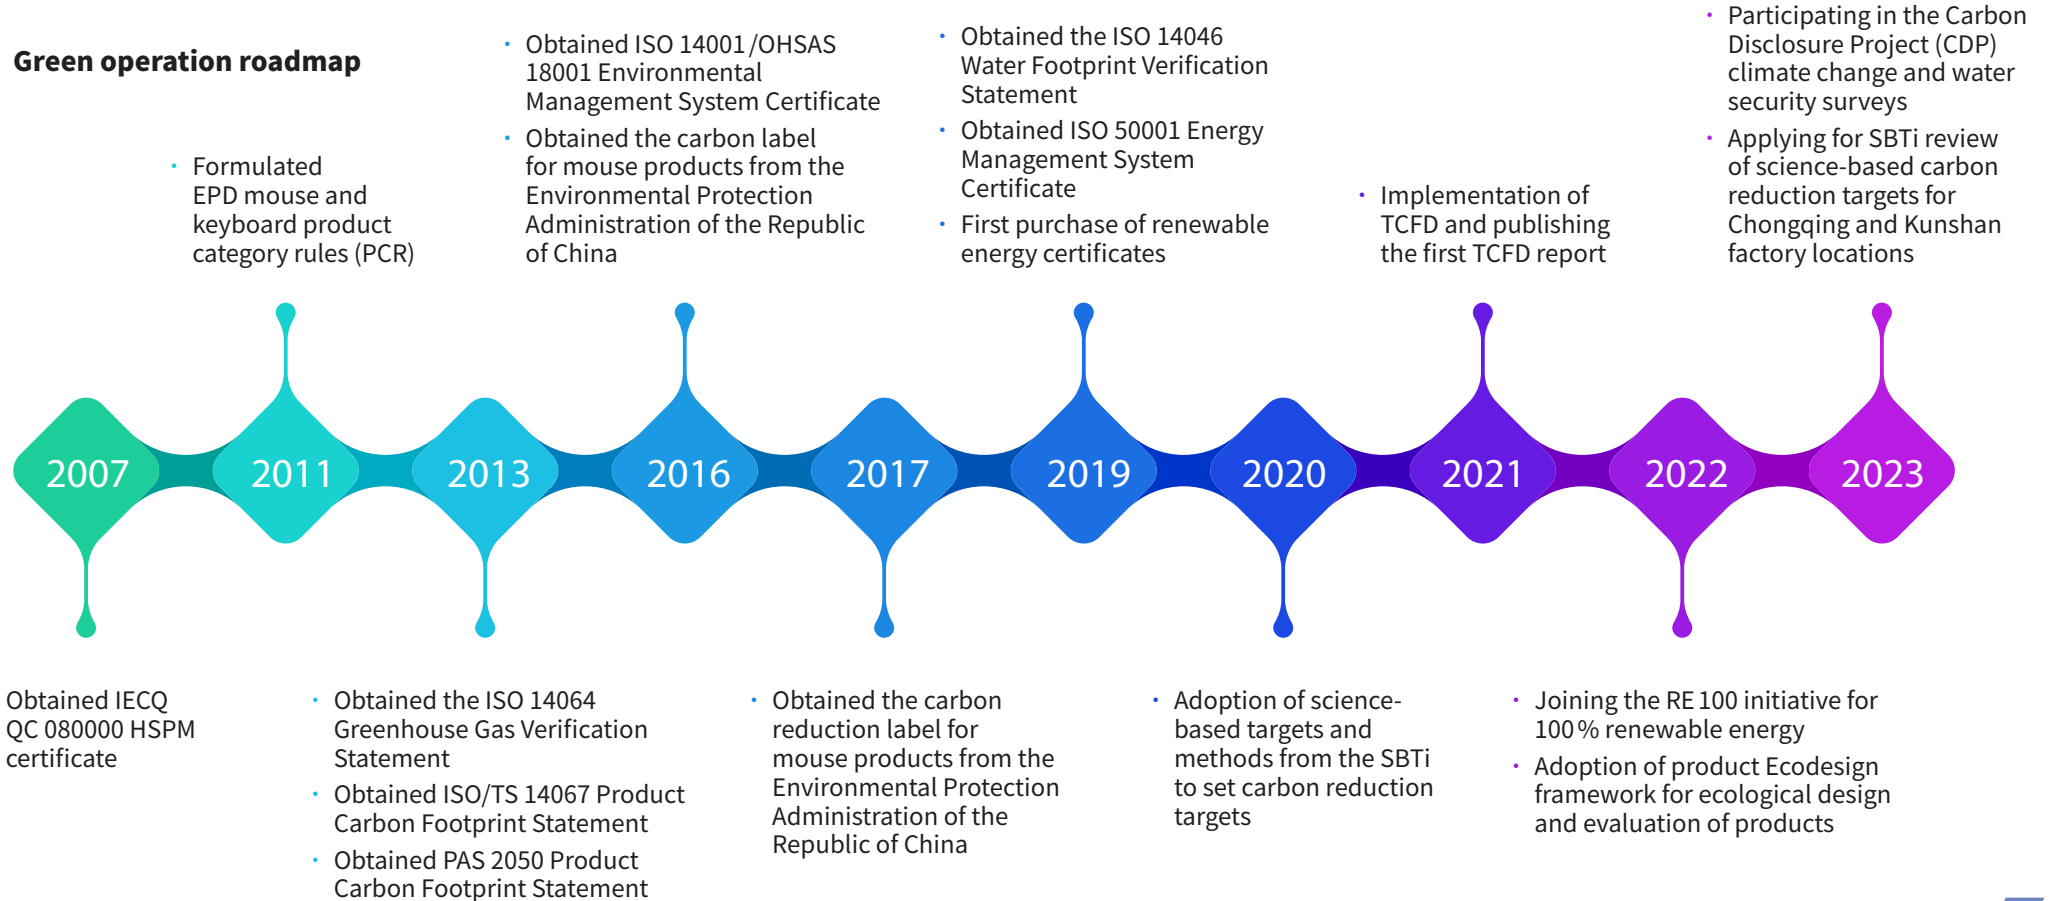 Green operation roadmap
• Formulated
EPD mouse and
keyboard product
category rules (PCR)
• Obtained ISO 14001/OHSAS
18001 Environmental
Management System Certificate
• Obtained the carbon label
for mouse products from the
Environmental Protection
Administration of the Republic
of China
• Obtained the ISO 14046
Water Footprint Verification
Statement
• Obtained ISO 50001 Energy
Management System
Certificate
• First purchase of renewable
energy certificates
• Implementation of
TCFD and publishing
the first TCFD report
• Participating in the Carbon
Disclosure Project (CDP)
climate change and water
security surveys
• Applying for SBTi review
of science-based carbon
reduction targets for
Chongqing and Kunshan
factory locations
2007
2011
2013
2016
2017
2019
2020
2021
2022
2023
Obtained IECQ
QC 080000 HSPM
certificate
• Obtained the ISO 14064
Greenhouse Gas Verification
Statement
• Obtained ISO/TS 14067 Product
Carbon Footprint Statement
• Obtained PAS 2050 Product
Carbon Footprint Statement
• Obtained the carbon
reduction label for
mouse products from the
Environmental Protection
Administration of the
Republic of China
• Adoption of science-
based targets and
methods from the SBTi
to set carbon reduction
targets
• Joining the RE 100 initiative for
100 % renewable energy
• Adoption of product Ecodesign
framework for ecological design
and evaluation of products